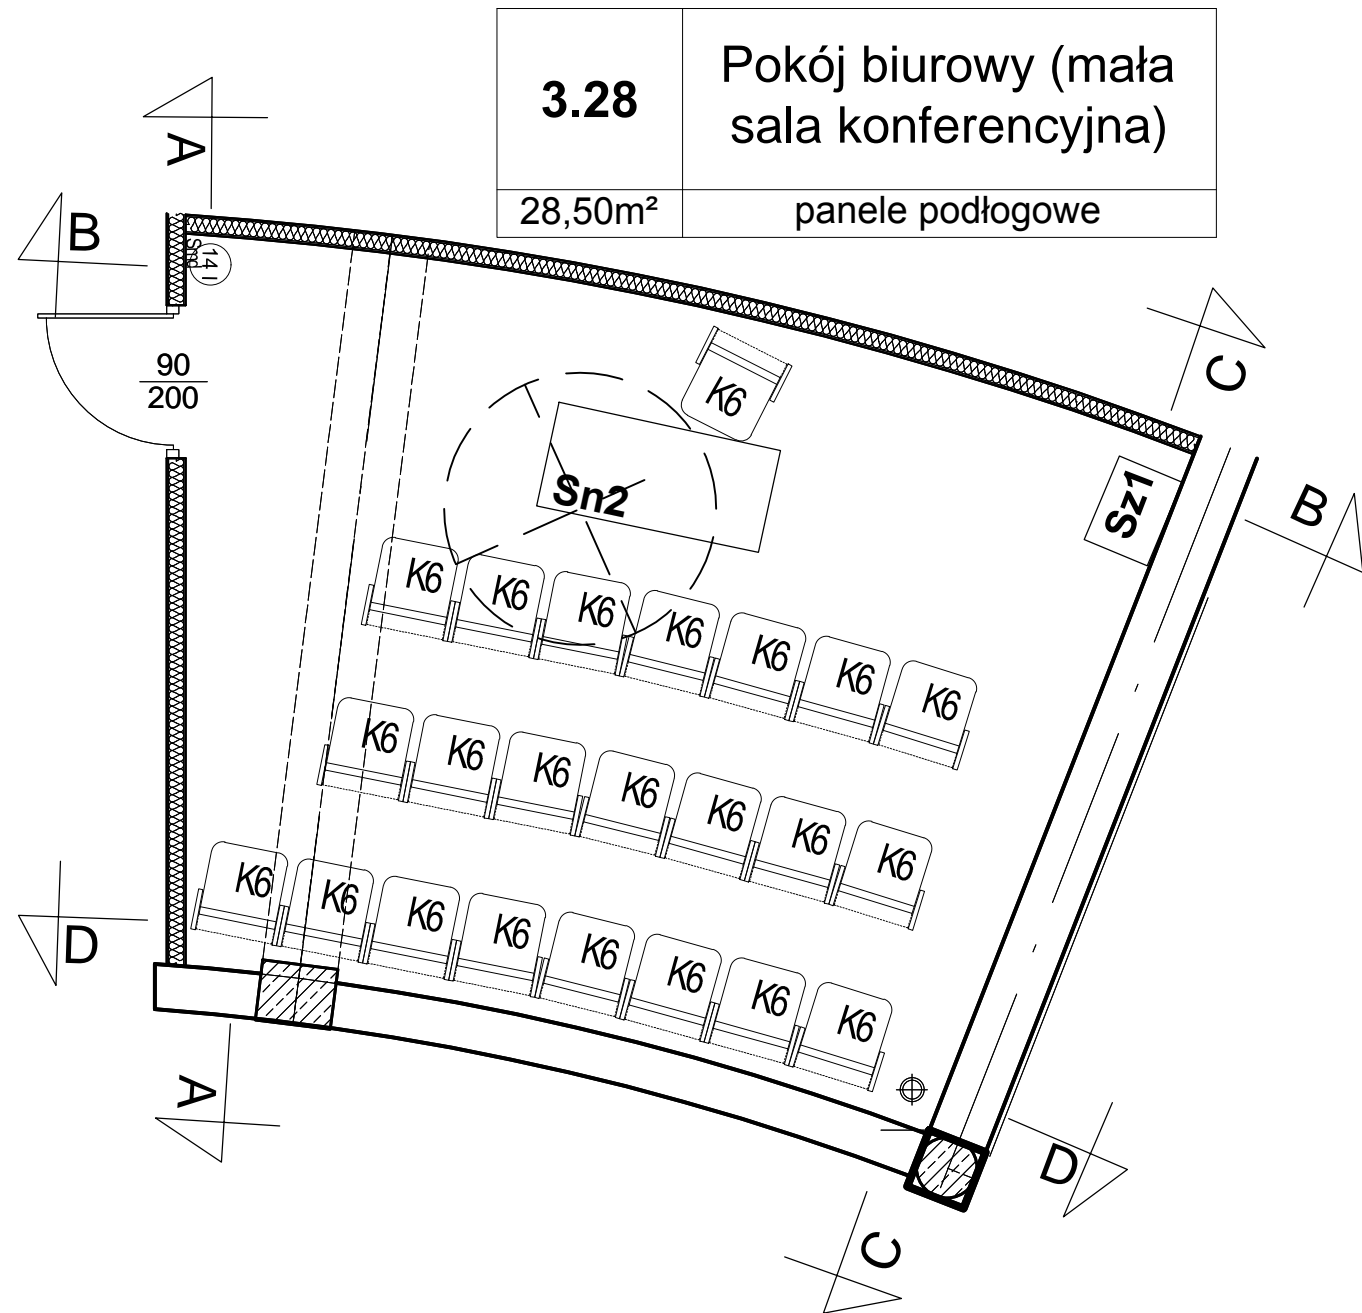 3.28
Pokój biurowy (mała
sala konferencyjna)
28,50m²
panele podłogowe
A
B
14 I
90
200
C
K6
Sn2
Sz1
B
K6 K6 K6 K6 K6 K6 K6
K6 K6 K6 K6 K6 K6 K6
K6 K6 K6 K6 K6 K6 K6 K6
D
A
D
C